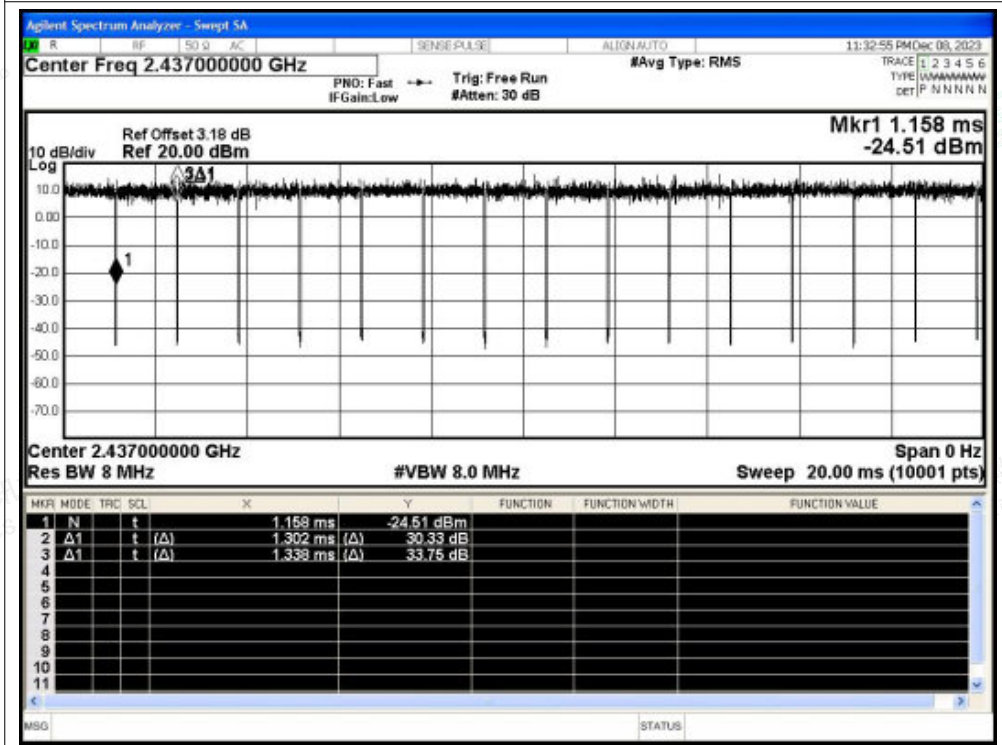 Agilent Spectrum Analyzer - Swept SA
LXI R RF 50 Ω AC SENSE:PULSE ALIGN AUTO 11:32:55 PM Dec 08, 2023
Center Freq 2.437000000 GHz
PNO: Fast
IFGain:Low
Trig: Free Run
#Atten: 30 dB
#Avg Type: RMS
TRACE 1 2 3 4 5 6
TYPE
DET P N N N N N
Mkr1 1.158 ms
-24.51 dBm
Ref Offset 3.18 dB
10 dB/div Ref 20.00 dBm
Log
3Δ1
10.0
0.00
-10.0
1
-20.0
-30.0
-40.0
-50.0
-60.0
-70.0
Center 2.437000000 GHz Span 0 Hz
Res BW 8 MHz #VBW 8.0 MHz Sweep 20.00 ms (10001 pts)
MKR MODE TRC SCL X Y FUNCTION FUNCTION WIDTH FUNCTION VALUE
1 N t 1.158 ms -24.51 dBm
2 Δ1 t (Δ) 1.302 ms (Δ) 30.33 dB
3 Δ1 t (Δ) 1.338 ms (Δ) 33.75 dB
4
5
6
7
8
9
10
11
MSG STATUS